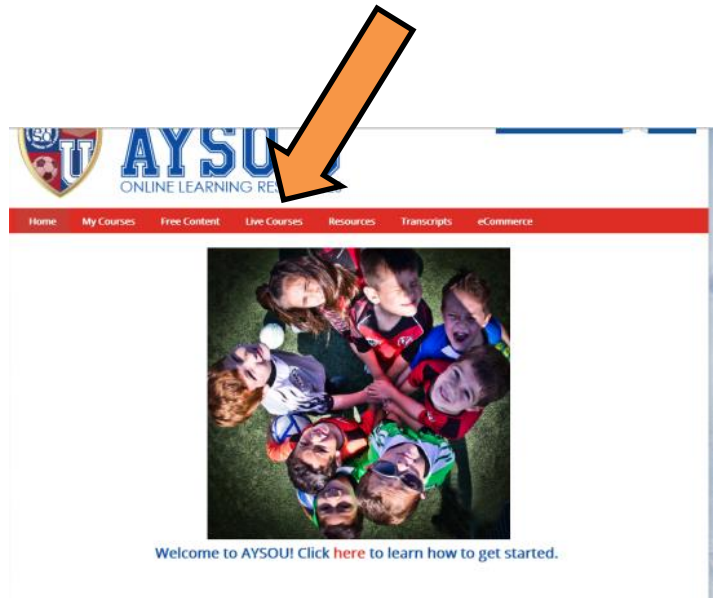 AYSOU
ONLINE LEARNING
Home My Courses Free Content Live Courses Resources Transcripts eCommerce
Welcome to AYSOU! Click here to learn how to get started.